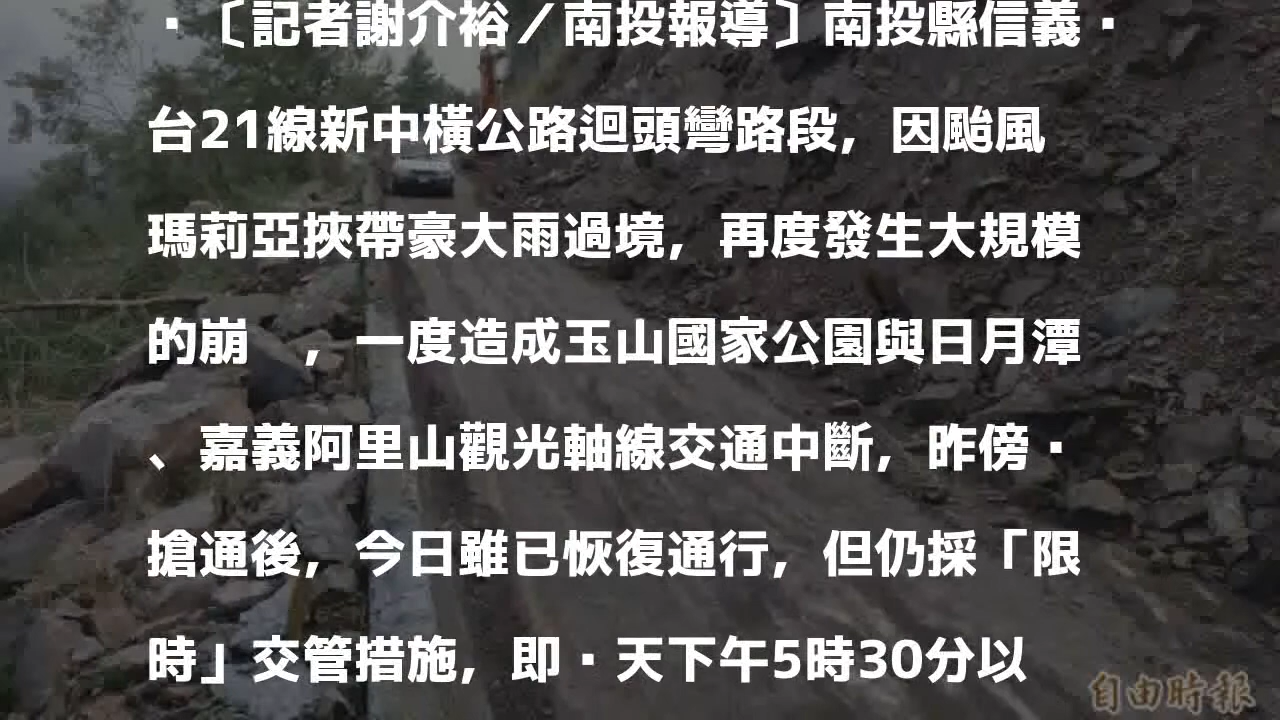 ·〔記者謝介裕／南投報導〕南投縣信義·
台21線新中橫公路迴頭彎路段，因颱風
瑪莉亞挾帶豪大雨過境，再度發生大規模
的崩　，一度造成玉山國家公園與日月潭
、嘉義阿里山觀光軸線交通中斷，昨傍·
搶通後，今日雖已恢復通行，但仍採「限
時」交管措施，即·天下午5時30分以
自由時報